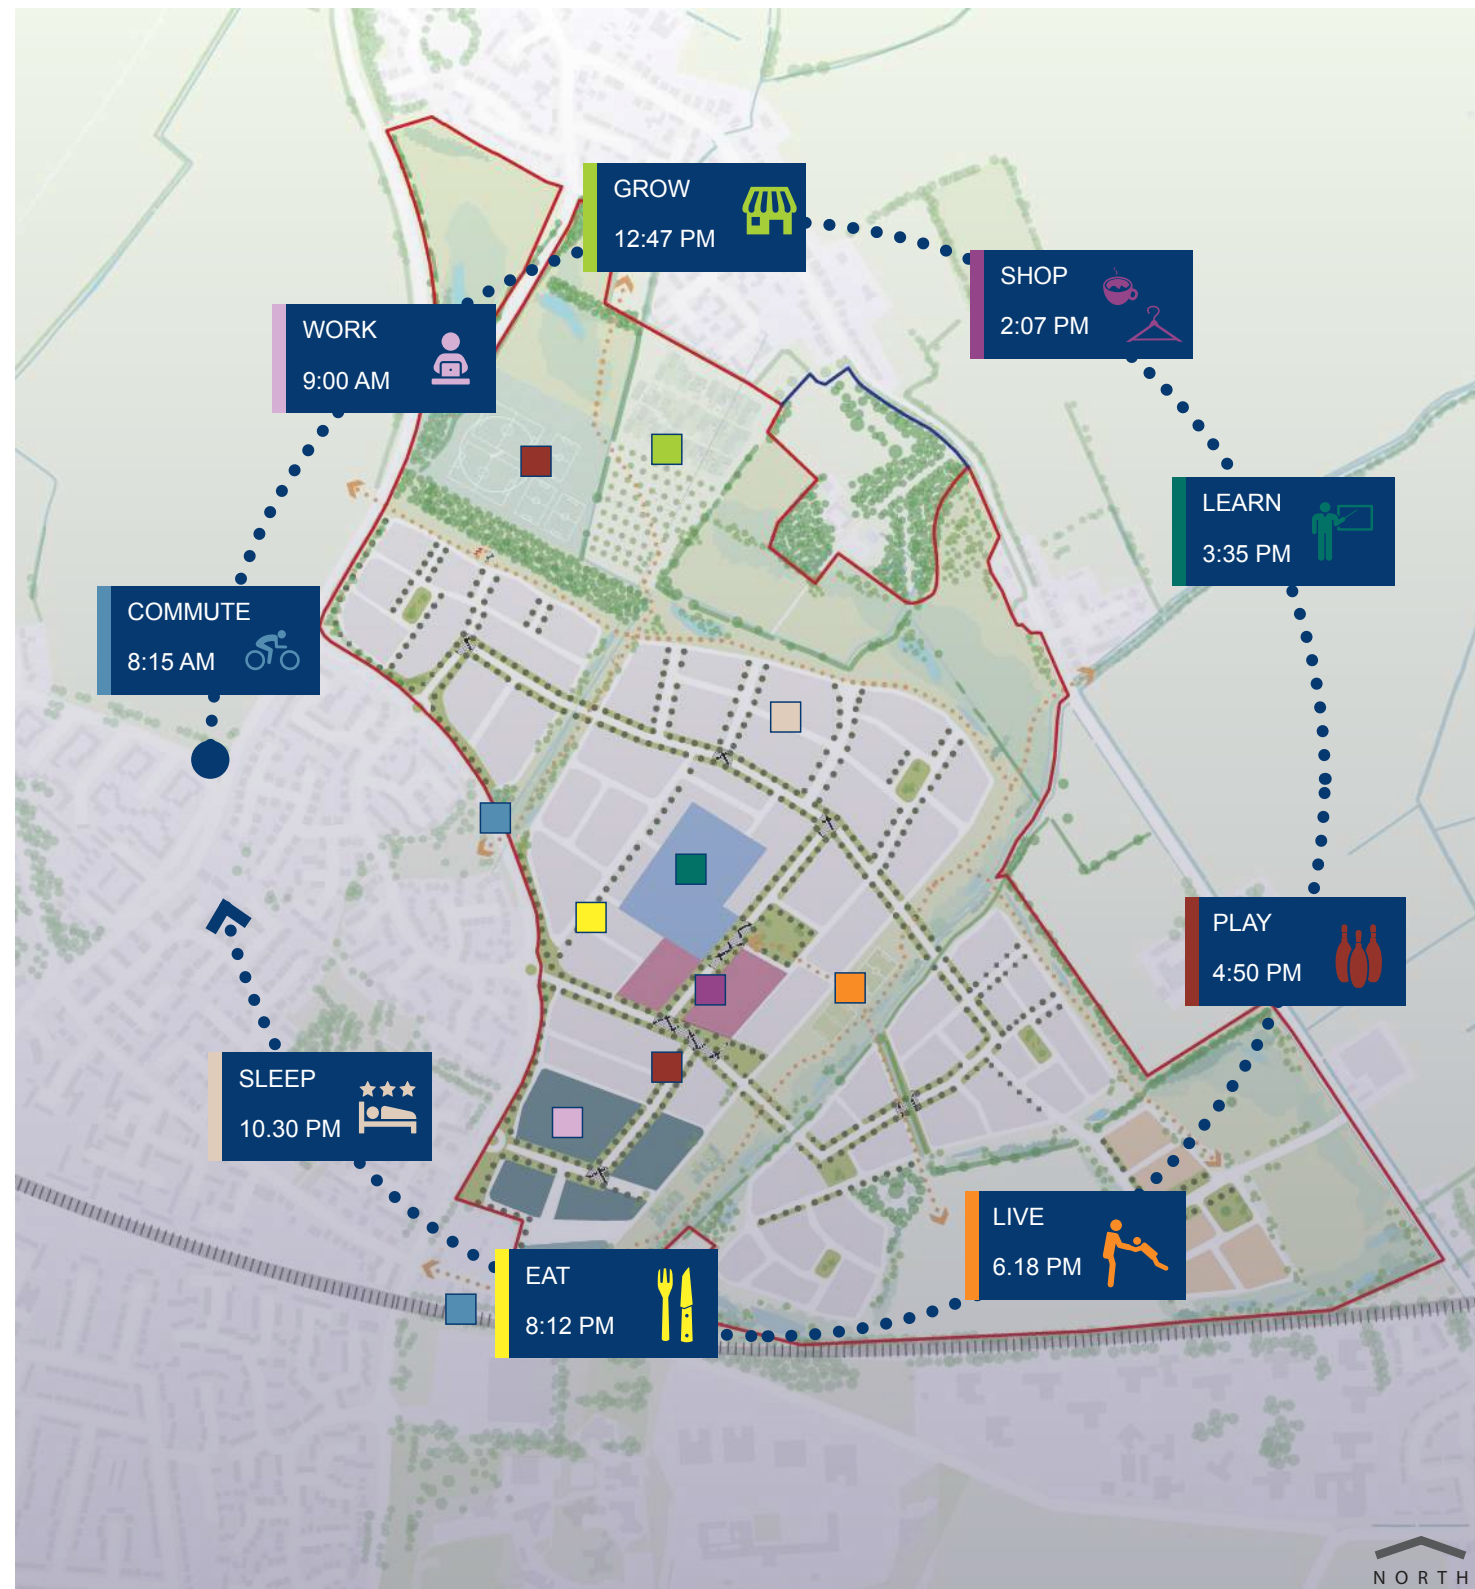 GROW
12:47 PM
SHOP
2:07 PM
WORK
9:00 AM
LEARN
3:35 PM
COMMUTE
8:15 AM
PLAY
4:50 PM
SLEEP
10.30 PM
LIVE
6.18 PM
EAT
8:12 PM
NORTH